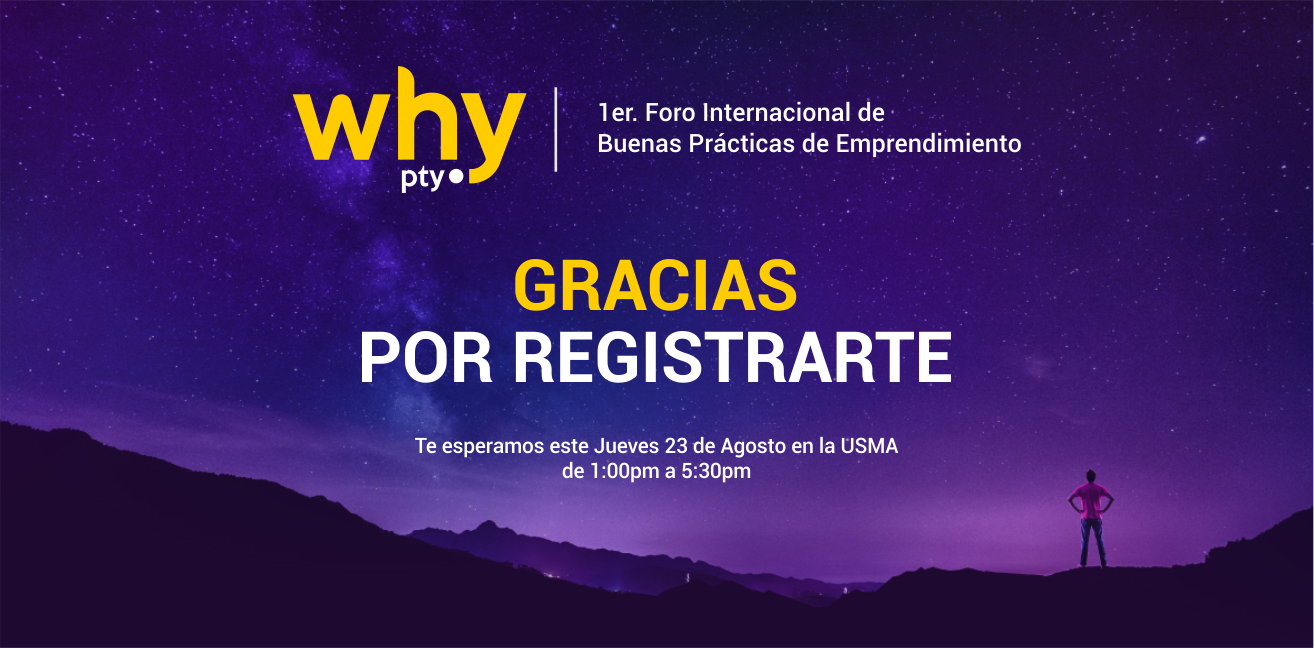 why
pty.
1er. Foro Internacional de
Buenas Prácticas de Emprendimiento
GRACIAS
POR REGISTRARTE
Te esperamos este Jueves 23 de Agosto en la USMA
de 1:00pm a 5:30pm